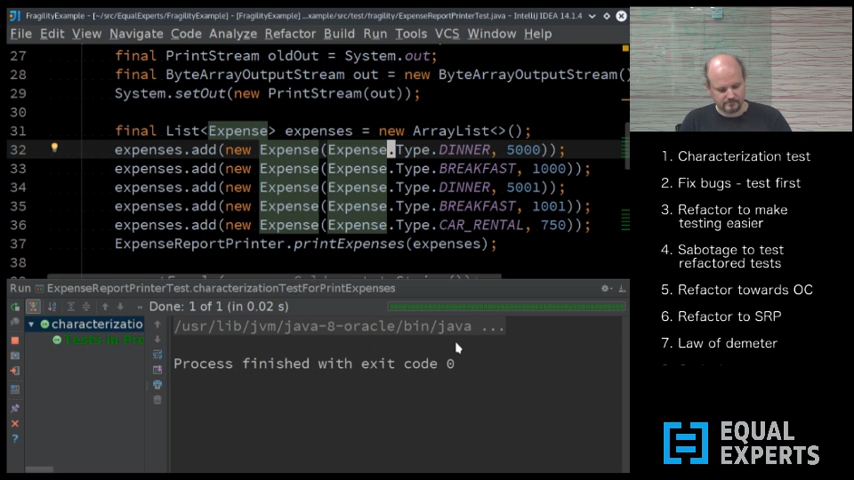 FragilityExample - [~/src/EqualExperts/FragilityExample] - [FragilityExample] - ...xample/src/test/fragility/ExpenseReportPrinterTest.java - IntelliJ IDEA 14.1.4
File Edit View Navigate Code Analyze Refactor Build Run Tools VCS Window Help
27 final PrintStream oldOut = System.out;
28 final ByteArrayOutputStream out = new ByteArrayOutputStream()
29 System.setOut(new PrintStream(out));
30
31 final List<Expense> expenses = new ArrayList<>();
32 expenses.add(new Expense(Expense.Type.DINNER, 5000));
33 expenses.add(new Expense(Expense.Type.BREAKFAST, 1000));
34 expenses.add(new Expense(Expense.Type.DINNER, 5001));
35 expenses.add(new Expense(Expense.Type.BREAKFAST, 1001));
36 expenses.add(new Expense(Expense.Type.CAR_RENTAL, 750));
37 ExpenseReportPrinter.printExpenses(expenses);
38
Run ExpenseReportPrinterTest.characterizationTestForPrintExpenses
Done: 1 of 1 (in 0.02 s)
characterizatio
/usr/lib/jvm/java-8-oracle/bin/java ...
Process finished with exit code 0
1. Characterization test
2. Fix bugs - test first
3. Refactor to make
testing easier
4. Sabotage to test
refactored tests
5. Refactor towards OC
6. Refactor to SRP
7. Law of demeter
EQUAL
EXPERTS